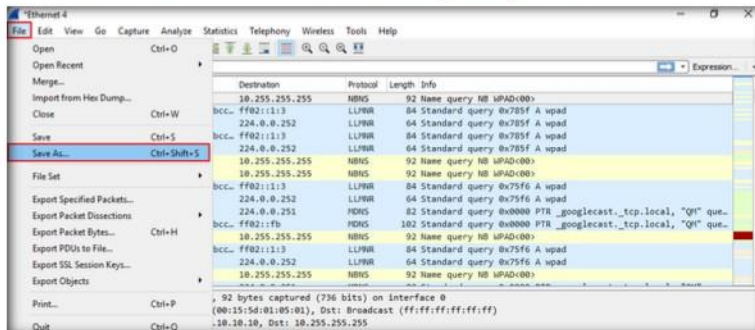 *Ethernet 4
File Edit View Go Capture Analyze Statistics Telephony Wireless Tools Help
Open Ctrl+O
Open Recent
Merge...
Import from Hex Dump...
Close Ctrl+W
Save Ctrl+S
Save As... Ctrl+Shift+S
File Set
Export Specified Packets...
Export Packet Dissections
Export Packet Bytes... Ctrl+H
Export PDUs to File...
Export SSL Session Keys...
Export Objects
Print... Ctrl+P
Quit Ctrl+Q
Expression...
Destination Protocol Length Info
10.255.255.255 NBNS 92 Name query NB WPAD<00>
bcc… ff02::1:3 LLMNR 84 Standard query 0x785f A wpad
224.0.0.252 LLMNR 64 Standard query 0x785f A wpad
bcc… ff02::1:3 LLMNR 84 Standard query 0x785f A wpad
224.0.0.252 LLMNR 64 Standard query 0x785f A wpad
10.255.255.255 NBNS 92 Name query NB WPAD<00>
10.255.255.255 NBNS 92 Name query NB WPAD<00>
bcc… ff02::1:3 LLMNR 84 Standard query 0x75f6 A wpad
224.0.0.252 LLMNR 64 Standard query 0x75f6 A wpad
224.0.0.251 MDNS 82 Standard query 0x0000 PTR _googlecast._tcp.local, "QM" que…
bcc… ff02::fb MDNS 102 Standard query 0x0000 PTR _googlecast._tcp.local, "QM" que…
10.255.255.255 NBNS 92 Name query NB WPAD<00>
bcc… ff02::1:3 LLMNR 84 Standard query 0x75f6 A wpad
224.0.0.252 LLMNR 64 Standard query 0x75f6 A wpad
10.255.255.255 NBNS 92 Name query NB WPAD<00>
, 92 bytes captured (736 bits) on interface 0
(00:15:5d:01:05:01), Dst: Broadcast (ff:ff:ff:ff:ff:ff)
.10.10.10, Dst: 10.255.255.255